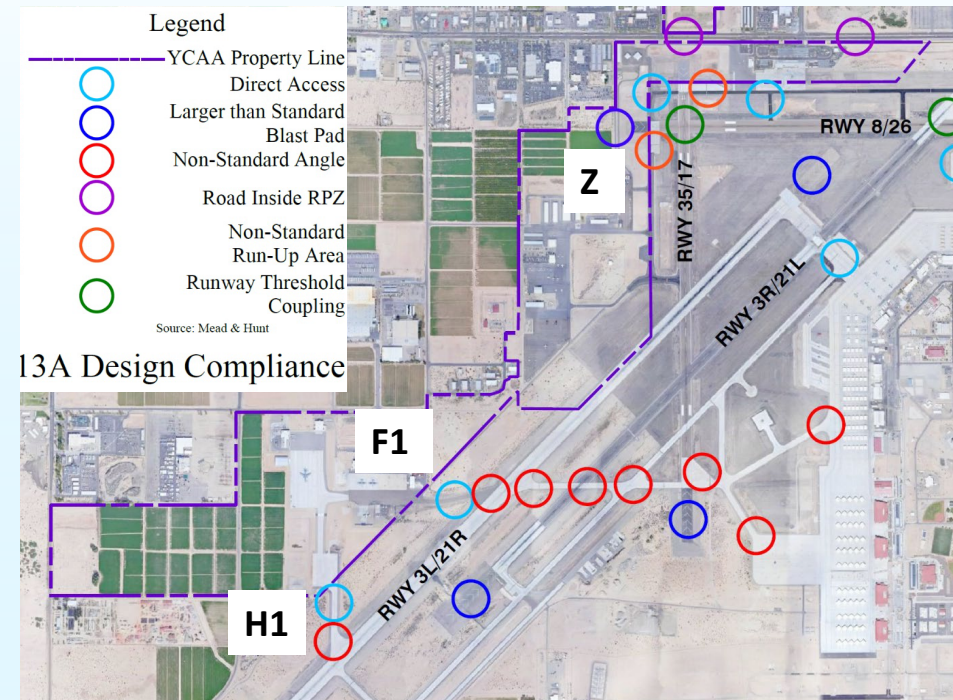 Legend
YCAA Property Line
Direct Access
Larger than Standard
Blast Pad
Non-Standard Angle
Road Inside RPZ
Non-Standard
Run-Up Area
Runway Threshold
Coupling
Source: Mead & Hunt
13A Design Compliance
RWY 8/26
Z
RWY 35/17
RWY 3R/21L
F1
RWY 3L/21R
H1